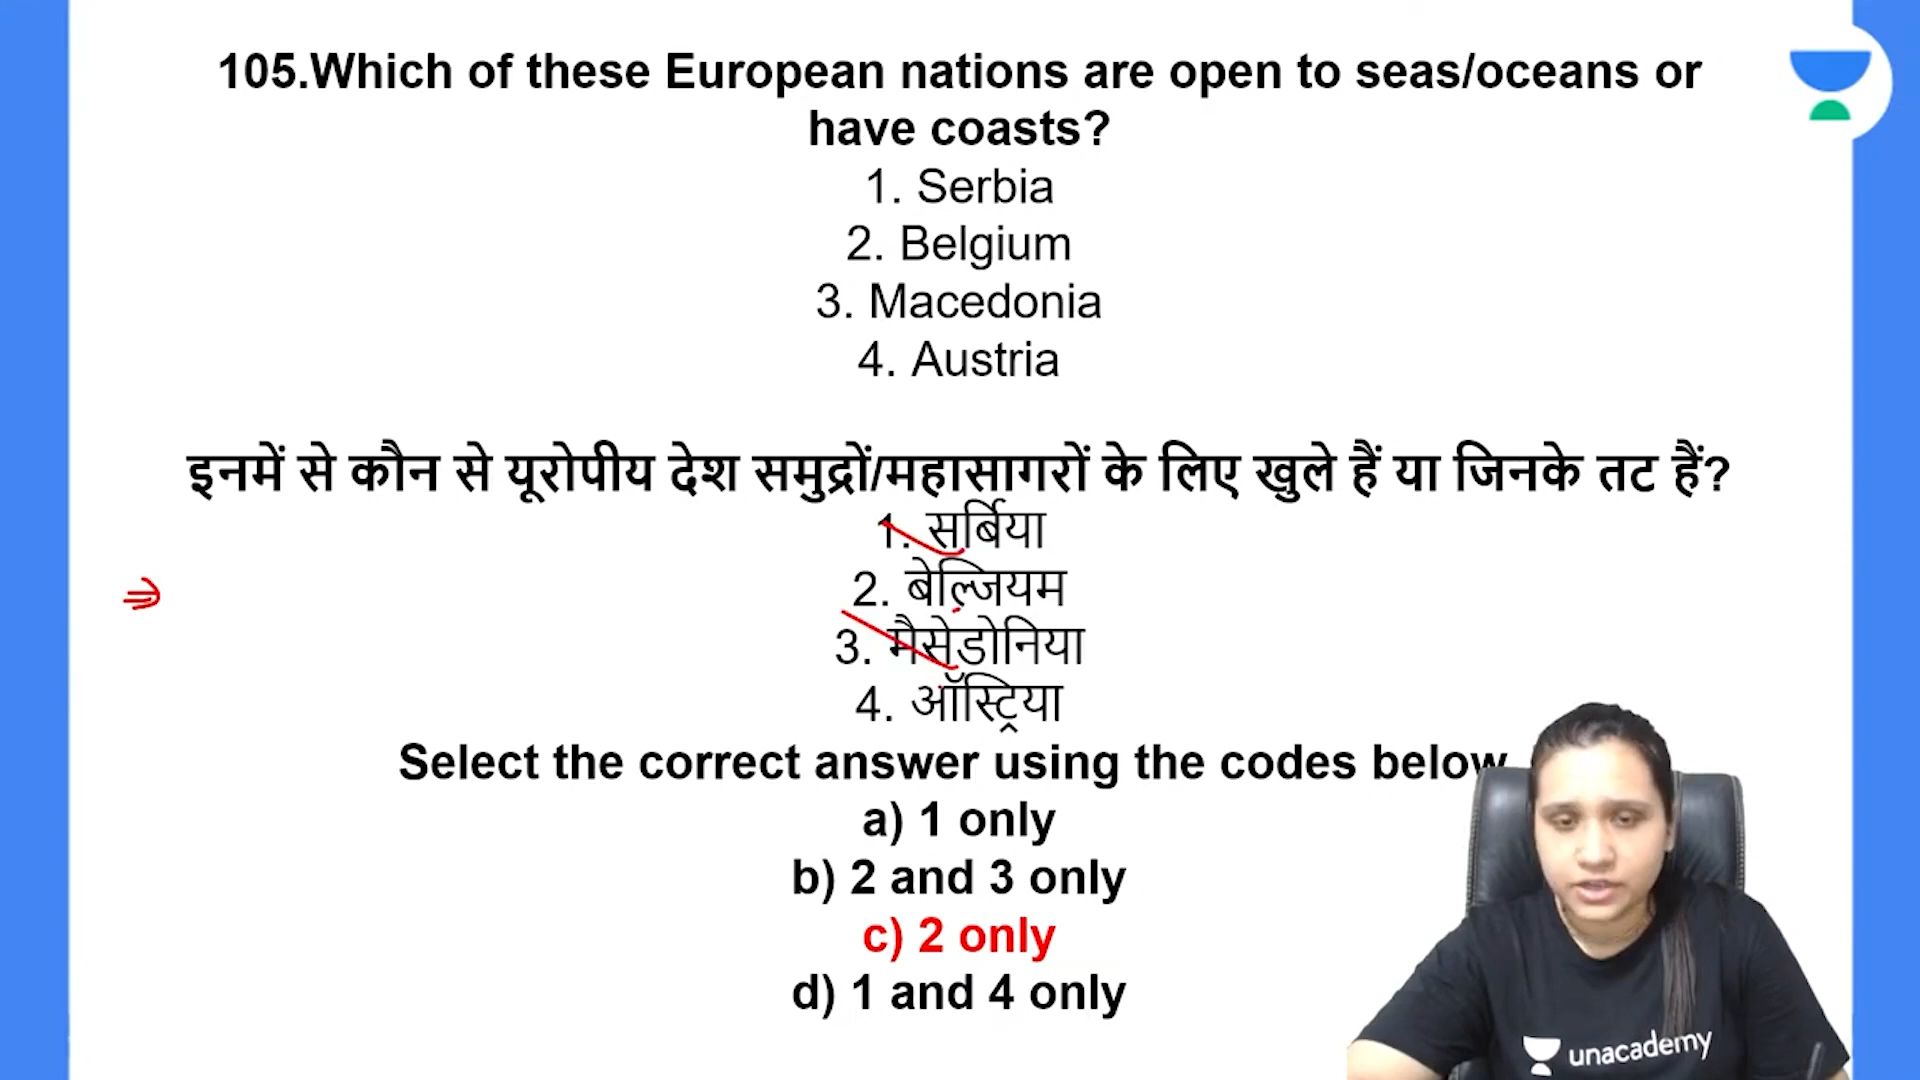 105.Which of these European nations are open to seas/oceans or
have coasts?
1. Serbia
2. Belgium
3. Macedonia
4. Austria
इनमें से कौन से यूरोपीय देश समुद्रों/महासागरों के लिए खुले हैं या जिनके तट हैं?
1. सर्बिया
2. बेल्जियम
3. मैसेडोनिया
4. ऑस्ट्रिया
Select the correct answer using the codes below
a) 1 only
b) 2 and 3 only
c) 2 only
d) 1 and 4 only
unacademy